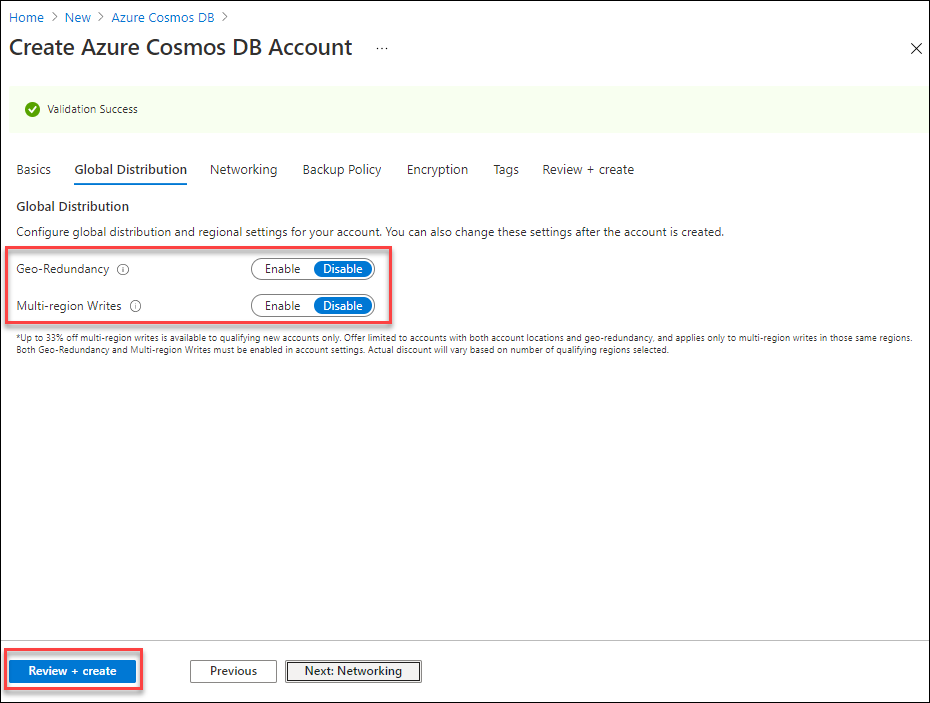 Home > New > Azure Cosmos DB >
Create Azure Cosmos DB Account ...
Validation Success
Basics Global Distribution Networking Backup Policy Encryption Tags Review + create
Global Distribution
Configure global distribution and regional settings for your account. You can also change these settings after the account is created.
Geo-Redundancy Enable Disable
Multi-region Writes Enable Disable
*Up to 33% off multi-region writes is available to qualifying new accounts only. Offer limited to accounts with both account locations and geo-redundancy, and applies only to multi-region writes in those same regions.
Both Geo-Redundancy and Multi-region Writes must be enabled in account settings. Actual discount will vary based on number of qualifying regions selected.
Review + create Previous Next: Networking